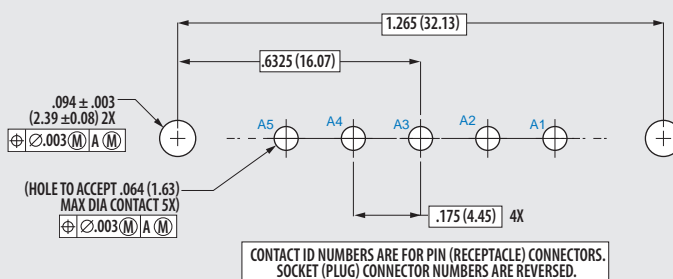 1.265 (32.13)
.6325 (16.07)
.094 ± .003
(2.39 ±0.08) 2X
⌖ ∅.003 Ⓜ A Ⓜ
A5 A4 A3 A2 A1
(HOLE TO ACCEPT .064 (1.63)
MAX DIA CONTACT 5X)
⌖ ∅.003 Ⓜ A Ⓜ
.175 (4.45) 4X
CONTACT ID NUMBERS ARE FOR PIN (RECEPTACLE) CONNECTORS.
SOCKET (PLUG) CONNECTOR NUMBERS ARE REVERSED.